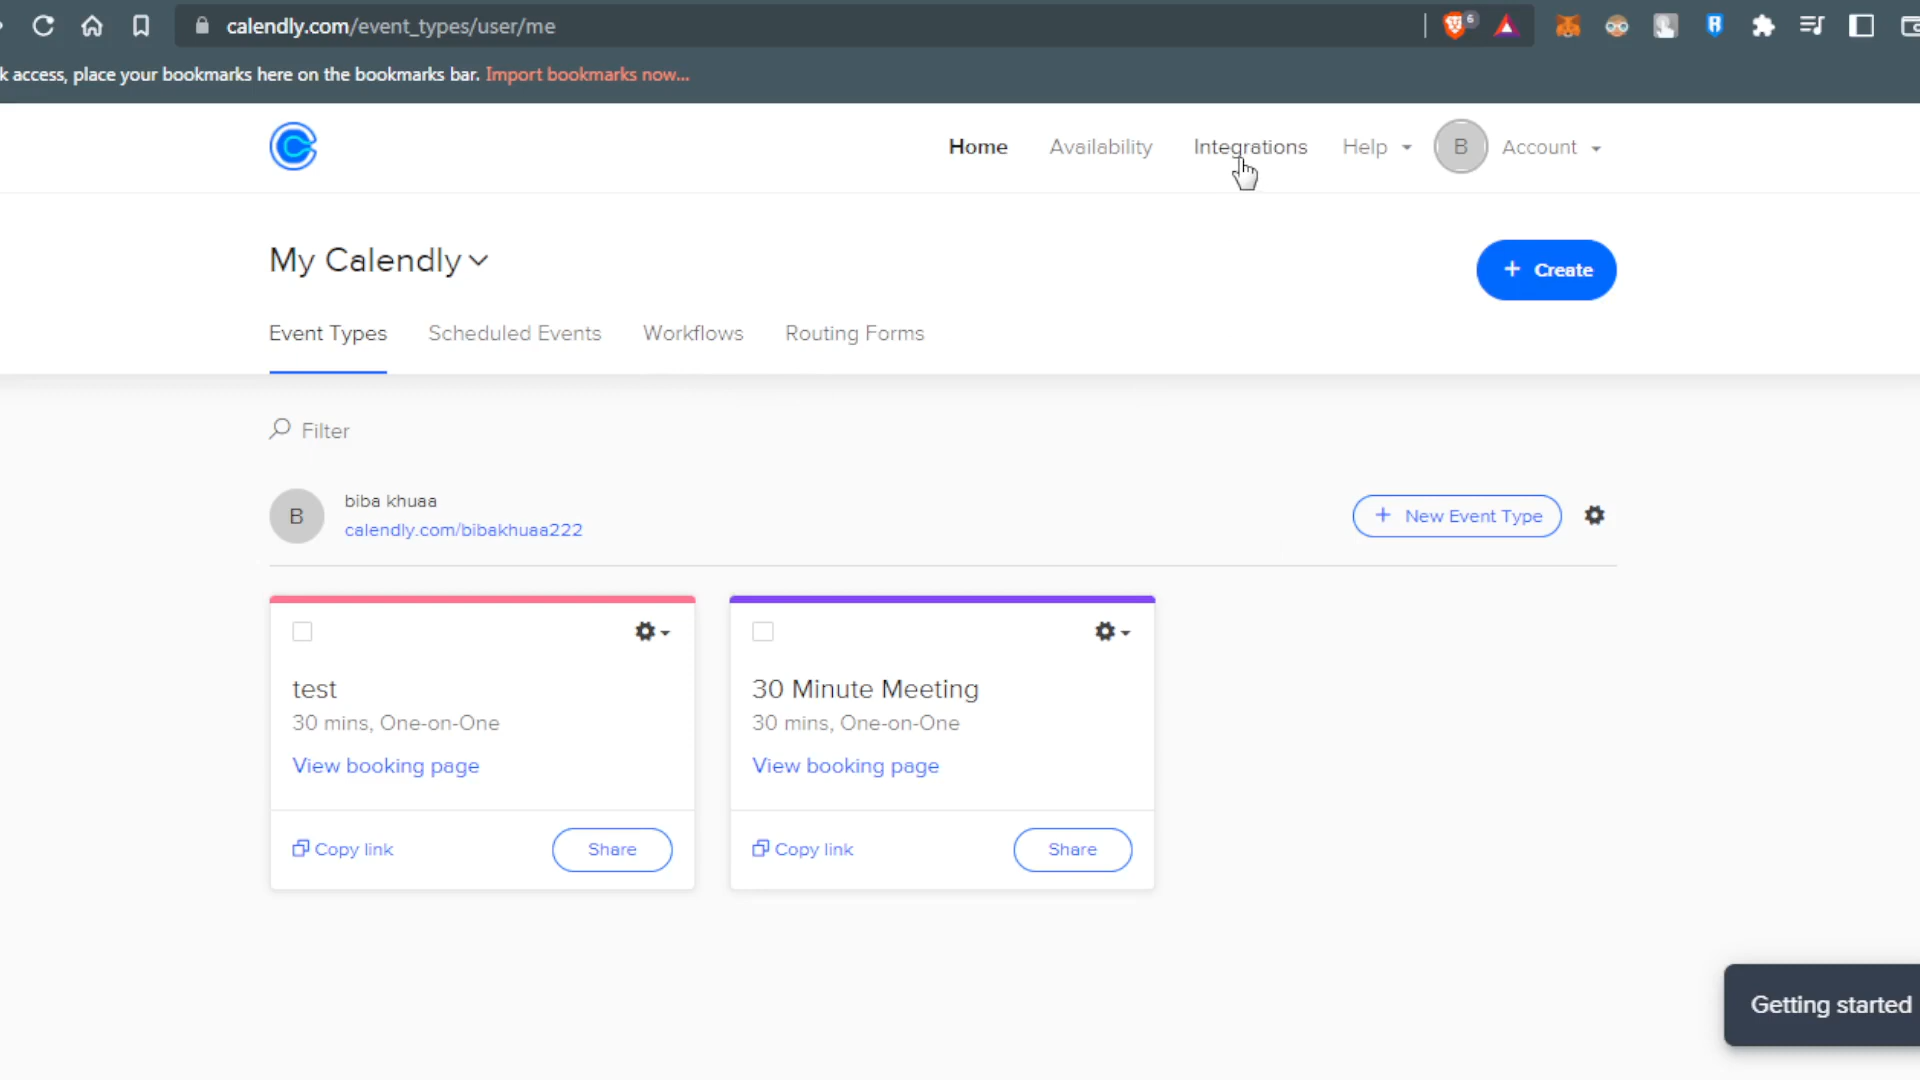 calendly.com/event_types/user/me
6
k access, place your bookmarks here on the bookmarks bar. Import bookmarks now...
Home Availability Integrations Help B Account
My Calendly
+ Create
Event Types Scheduled Events Workflows Routing Forms
Filter
B
biba khuaa
calendly.com/bibakhuaa222
+ New Event Type
test
30 mins, One-on-One
View booking page
Copy link Share
30 Minute Meeting
30 mins, One-on-One
View booking page
Copy link Share
Getting started